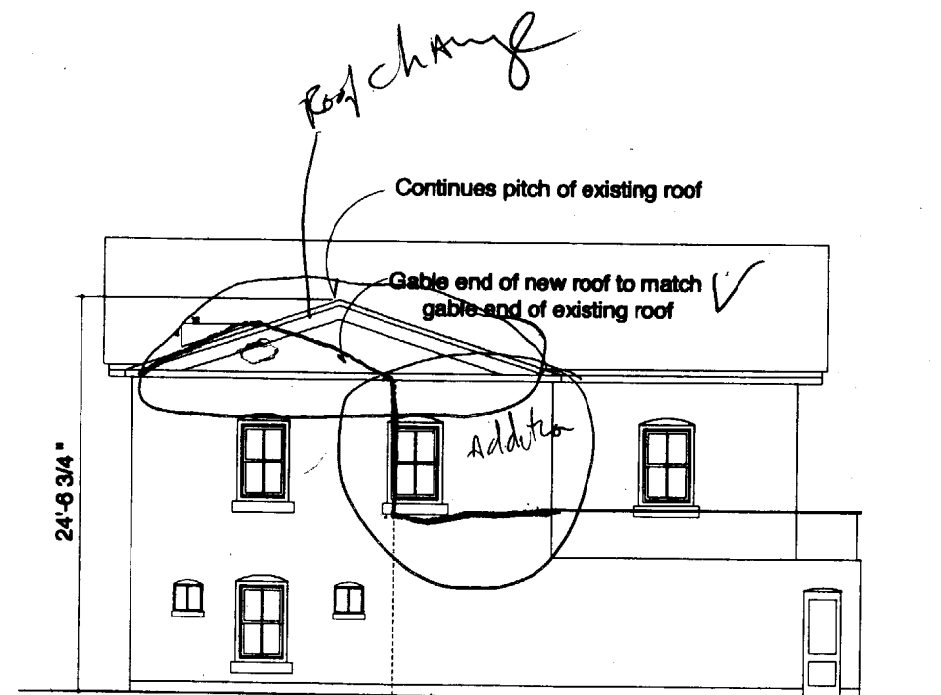 Roof change
Continues pitch of existing roof
Gable end of new roof to match
gable end of existing roof
Addition
24'-6 3/4"